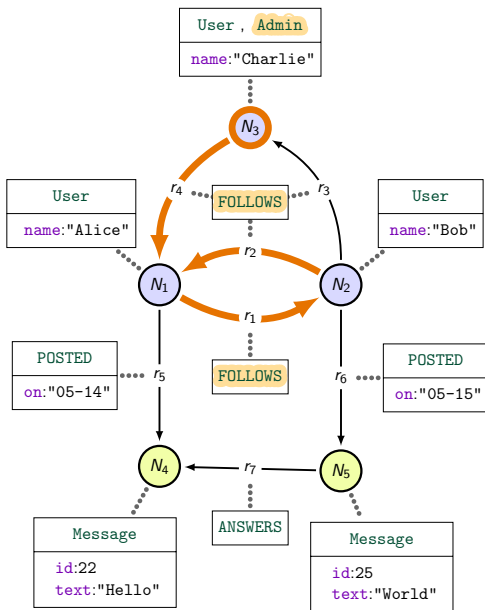 User , Admin
name:"Charlie"
N3
r4
r3
FOLLOWS
User
name:"Alice"
User
name:"Bob"
r2
N1
N2
r1
FOLLOWS
POSTED
on:"05-14"
r5
r6
POSTED
on:"05-15"
N4
r7
N5
ANSWERS
Message
id:22
text:"Hello"
Message
id:25
text:"World"